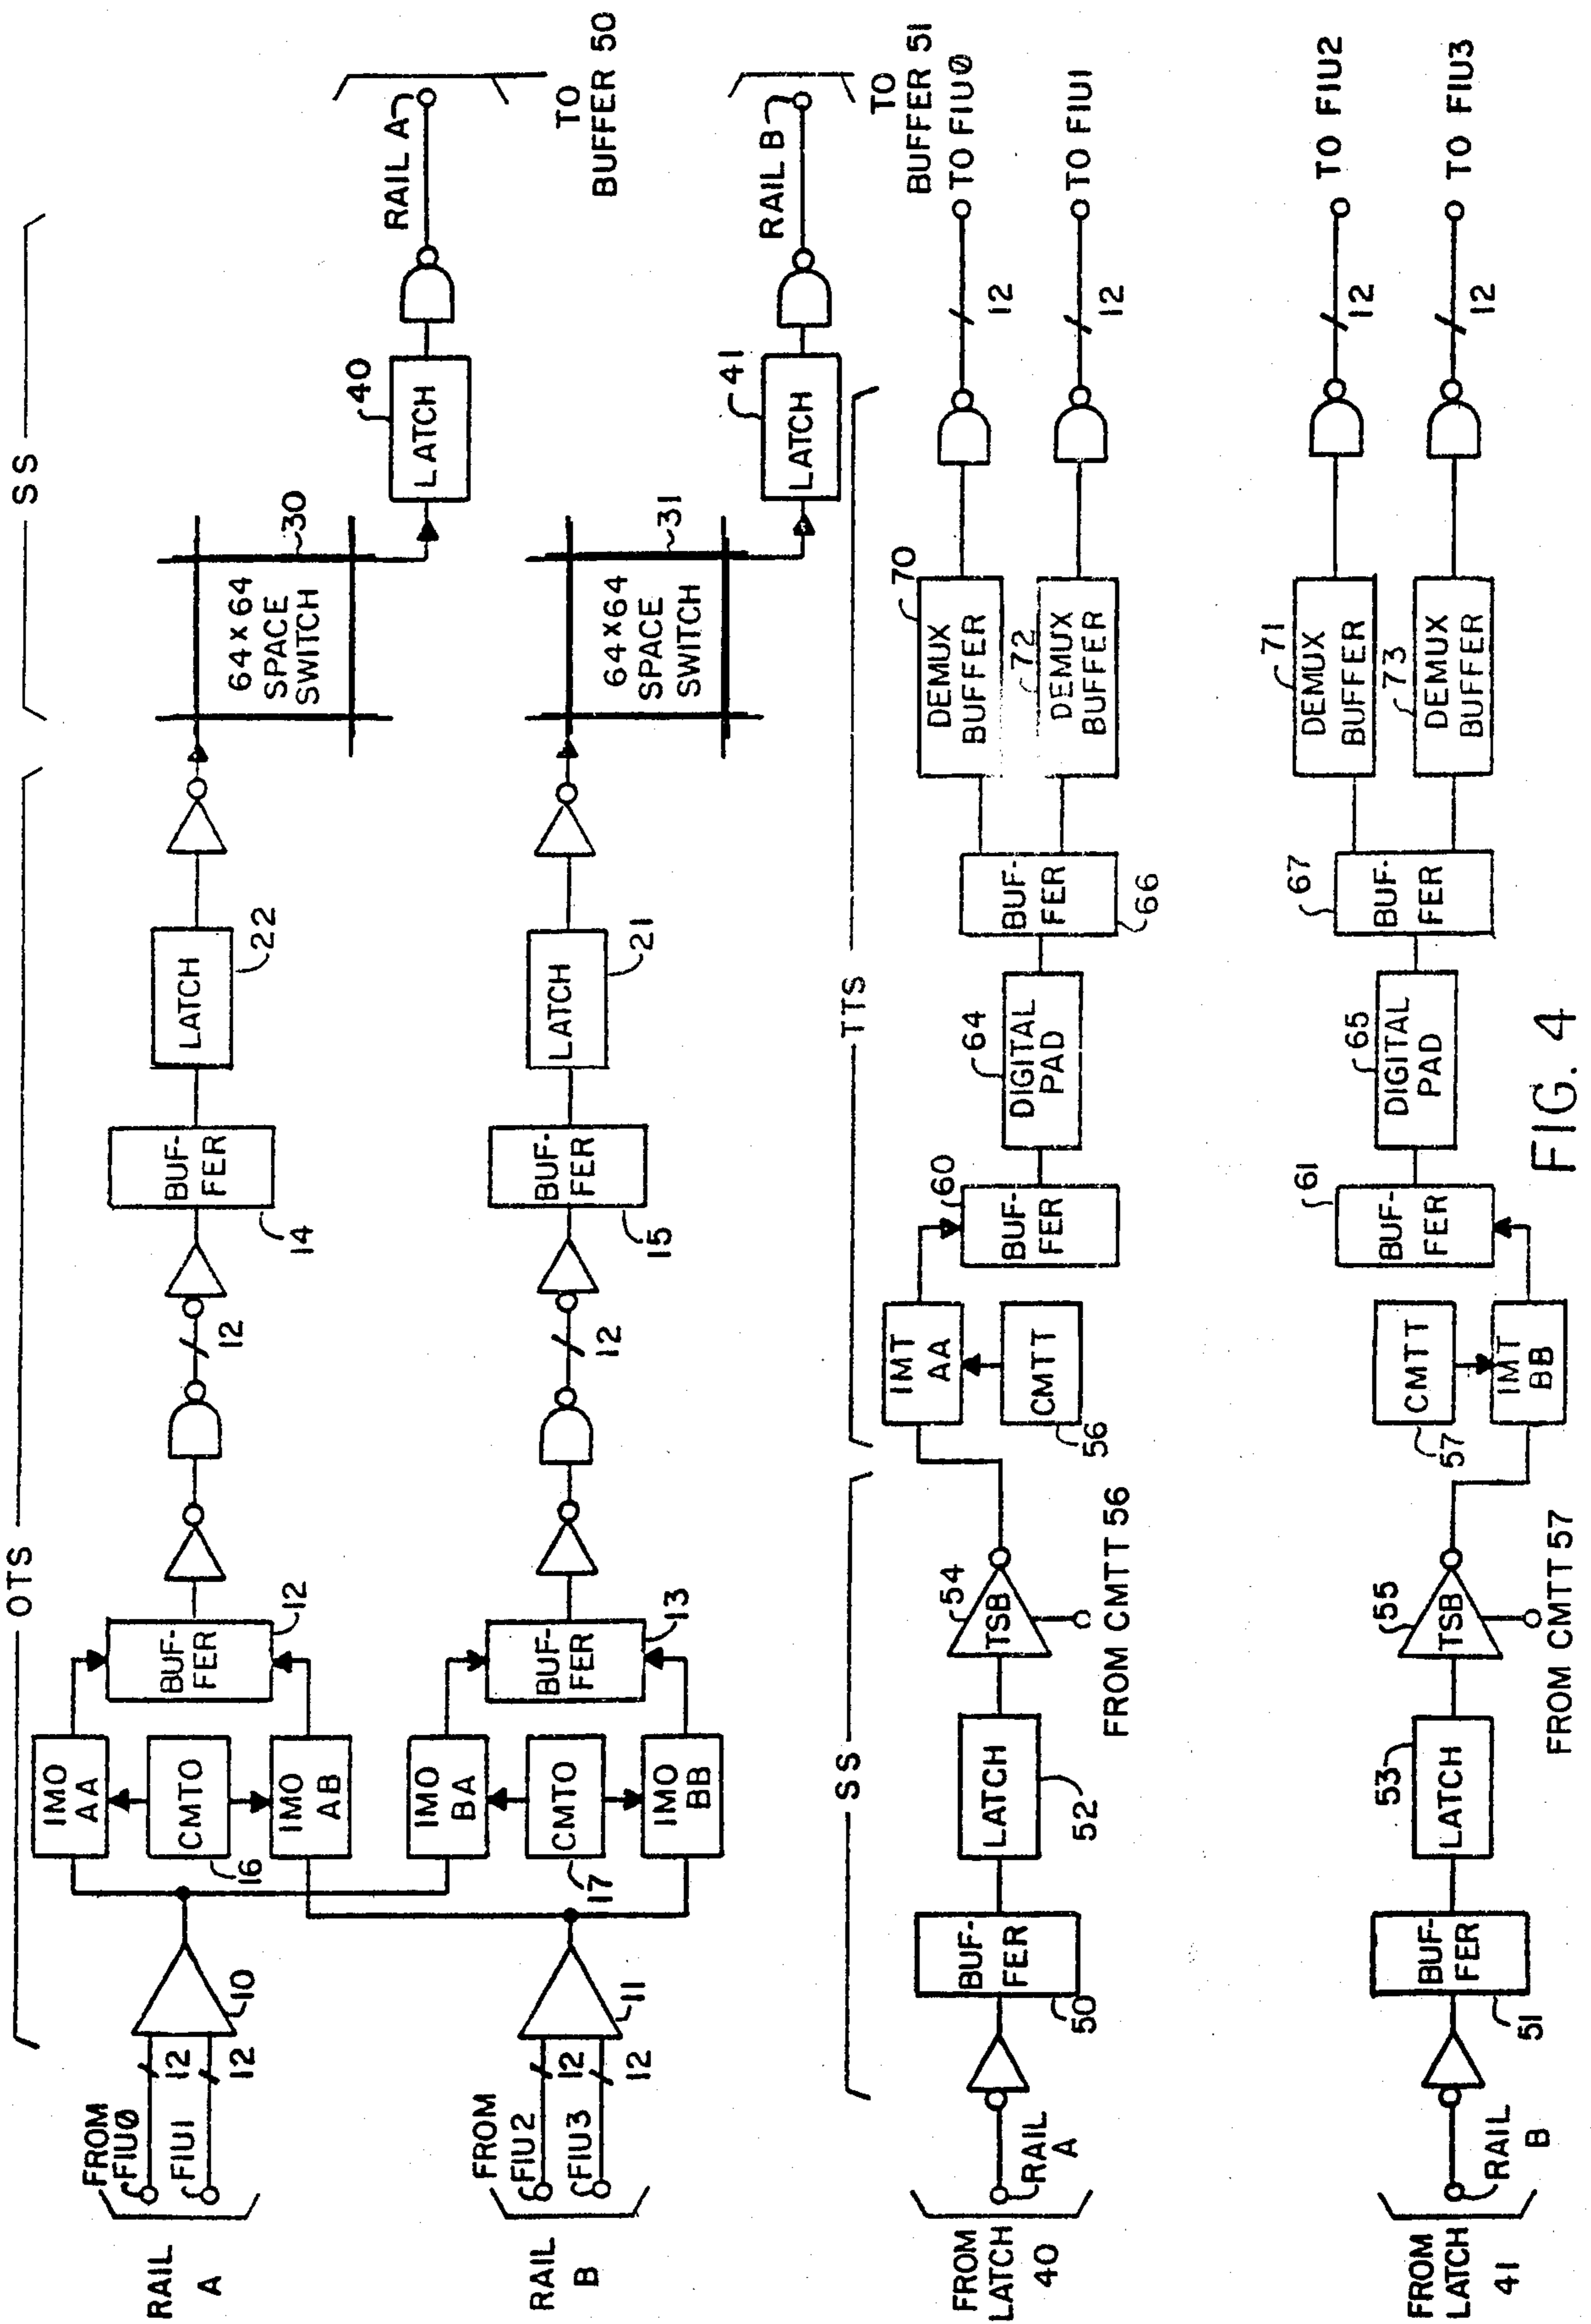 OTS
SS
RAIL
A
FROM
FIU0
FIU1
12
12
10
IMO
AA
CMTO
16
IMO
AB
BUF-
FER
12
12
BUF-
FER
14
LATCH
22
64 x 64
SPACE
SWITCH
30
LATCH
40
RAIL A
TO
BUFFER 50
RAIL
B
FROM
FIU2
FIU3
12
12
11
IMO
BA
CMTO
17
IMO
BB
BUF-
FER
13
12
BUF-
FER
15
LATCH
21
64 x 64
SPACE
SWITCH
31
LATCH
41
RAIL B
TO
BUFFER 51
SS
TTS
FROM
LATCH
40
RAIL
A
BUF-
FER
50
LATCH
52
TSB
54
FROM CMTT 56
IMT
AA
CMTT
56
BUF-
FER
60
DIGITAL
PAD
64
BUF-
FER
66
DEMUX
BUFFER
70
DEMUX
BUFFER
72
12
TO FIU0
12
TO FIU1
FROM
LATCH
41
RAIL
B
BUF-
FER
51
LATCH
53
TSB
55
FROM CMTT 57
CMTT
57
IMT
BB
BUF-
FER
61
DIGITAL
PAD
65
BUF-
FER
67
DEMUX
BUFFER
71
DEMUX
BUFFER
73
12
TO FIU2
12
TO FIU3
FIG. 4